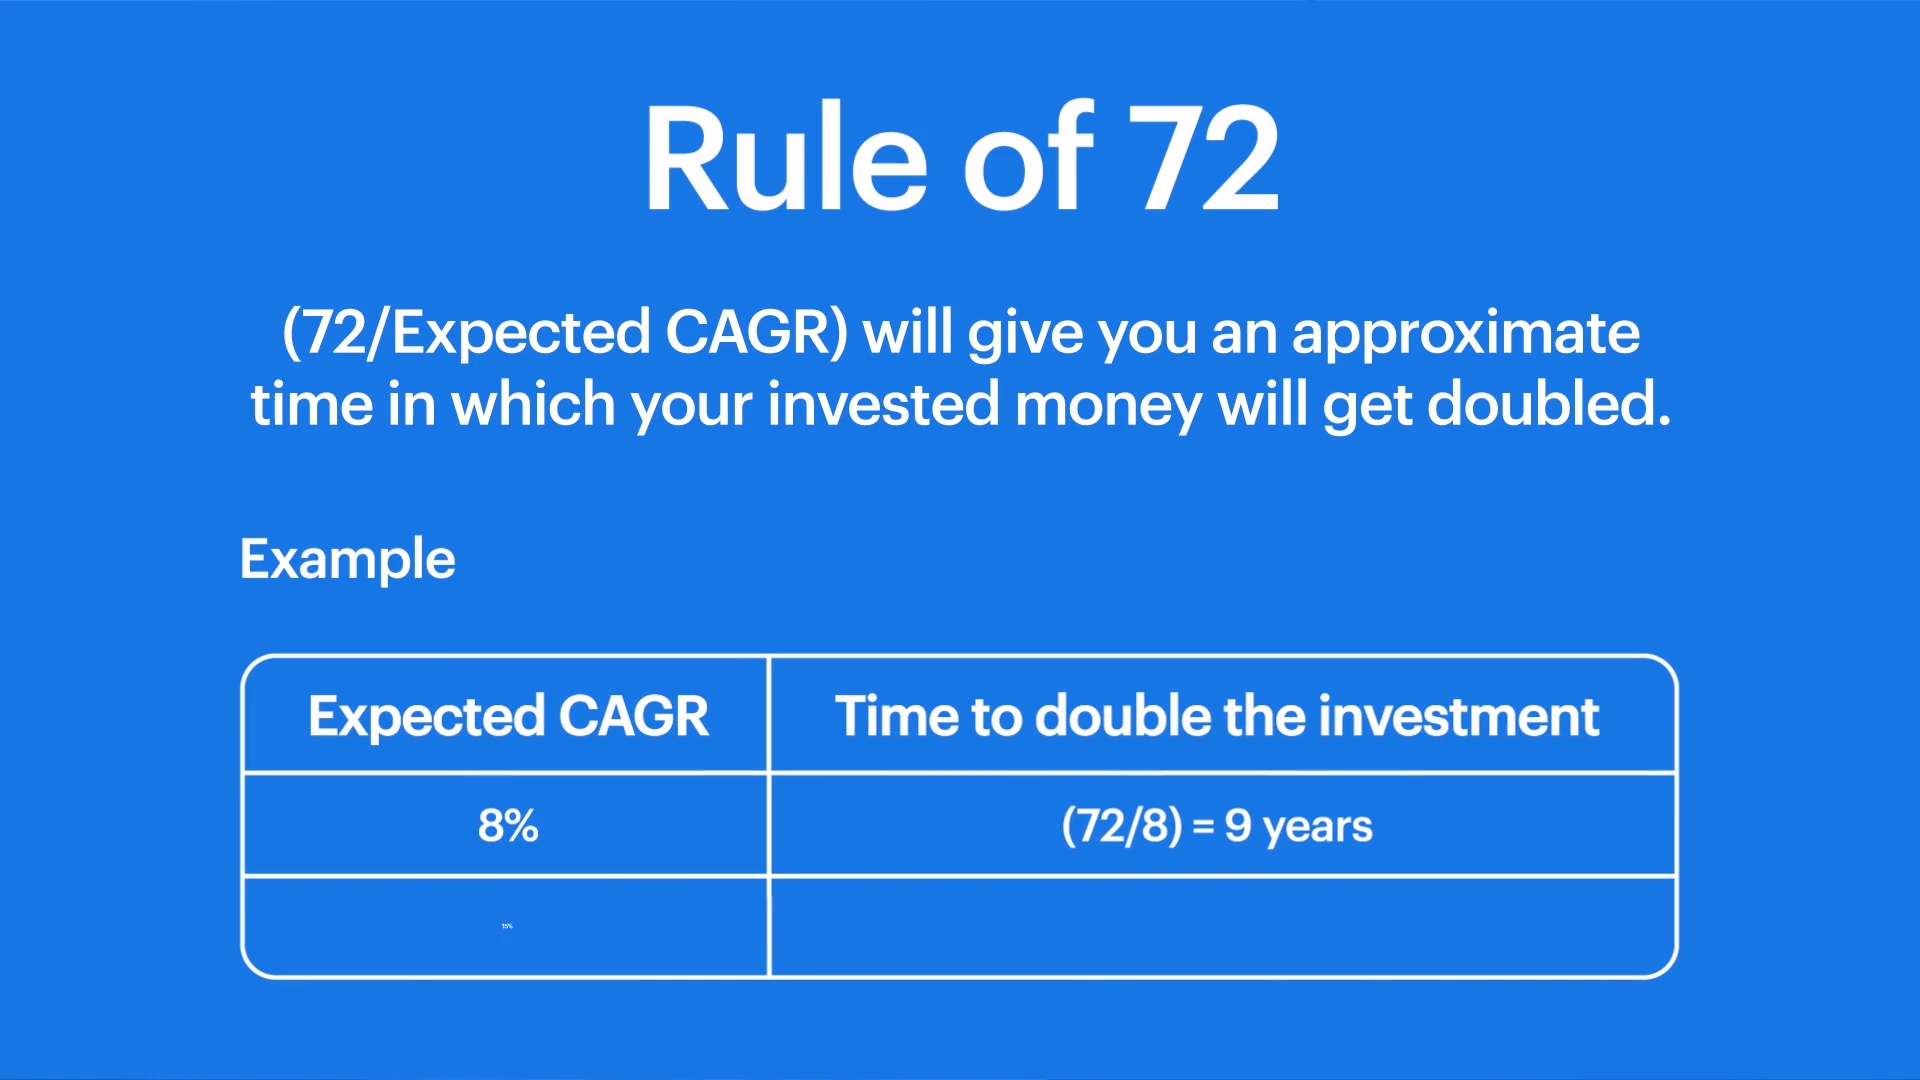 Rule of 72
(72/Expected CAGR) will give you an approximate
time in which your invested money will get doubled.
Example
Expected CAGR Time to double the investment
8% (72/8) = 9 years
15%